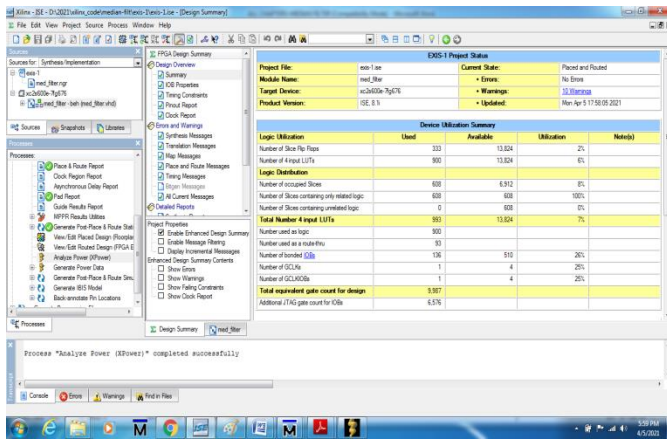 Xilinx - ISE - D:\2021\xilinx_code\median-filt\exis-1\exis-1.ise - [Design Summary]
File Edit View Project Source Process Window Help
Sources
Sources for: Synthesis/Implementation
exis-1
med_filter.ngr
xc2s600e-7fg676
med_filter - beh (med_filter.vhd)
Sources Snapshots Libraries
Processes
Processes:
Place & Route Report
Clock Region Report
Asynchronous Delay Report
Pad Report
Guide Results Report
MPPR Results Utilities
Generate Post-Place & Route Stati
View/Edit Placed Design (Floorplan
View/Edit Routed Design (FPGA E
Analyze Power (XPower)
Generate Power Data
Generate Post-Place & Route Simu
Generate IBIS Model
Back-annotate Pin Locations
Processes
FPGA Design Summary
Design Overview
Summary
IOB Properties
Timing Constraints
Pinout Report
Clock Report
Errors and Warnings
Synthesis Messages
Translation Messages
Map Messages
Place and Route Messages
Timing Messages
Bitgen Messages
All Current Messages
Detailed Reports
Project Properties
Enable Enhanced Design Summary
Enable Message Filtering
Display Incremental Messages
Enhanced Design Summary Contents
Show Errors
Show Warnings
Show Failing Constraints
Show Clock Report
Design Summary med_filter
EXIS-1 Project Status
Project File: exis-1.ise Current State: Placed and Routed
Module Name: med_filter • Errors: No Errors
Target Device: xc2s600e-7fg676 • Warnings: 10 Warnings
Product Version: ISE, 8.1i • Updated: Mon Apr 5 17:58:05 2021
Device Utilization Summary
Logic Utilization Used Available Utilization Note(s)
Number of Slice Flip Flops 333 13,824 2%
Number of 4 input LUTs 900 13,824 6%
Logic Distribution
Number of occupied Slices 608 6,912 8%
Number of Slices containing only related logic 608 608 100%
Number of Slices containing unrelated logic 0 608 0%
Total Number 4 input LUTs 993 13,824 7%
Number used as logic 900
Number used as a route-thru 93
Number of bonded IOBs 136 510 26%
Number of GCLKs 1 4 25%
Number of GCLKIOBs 1 4 25%
Total equivalent gate count for design 9,987
Additional JTAG gate count for IOBs 6,576
Process "Analyze Power (XPower)" completed successfully
Console Errors Warnings Find in Files
3:59 PM
4/5/2021